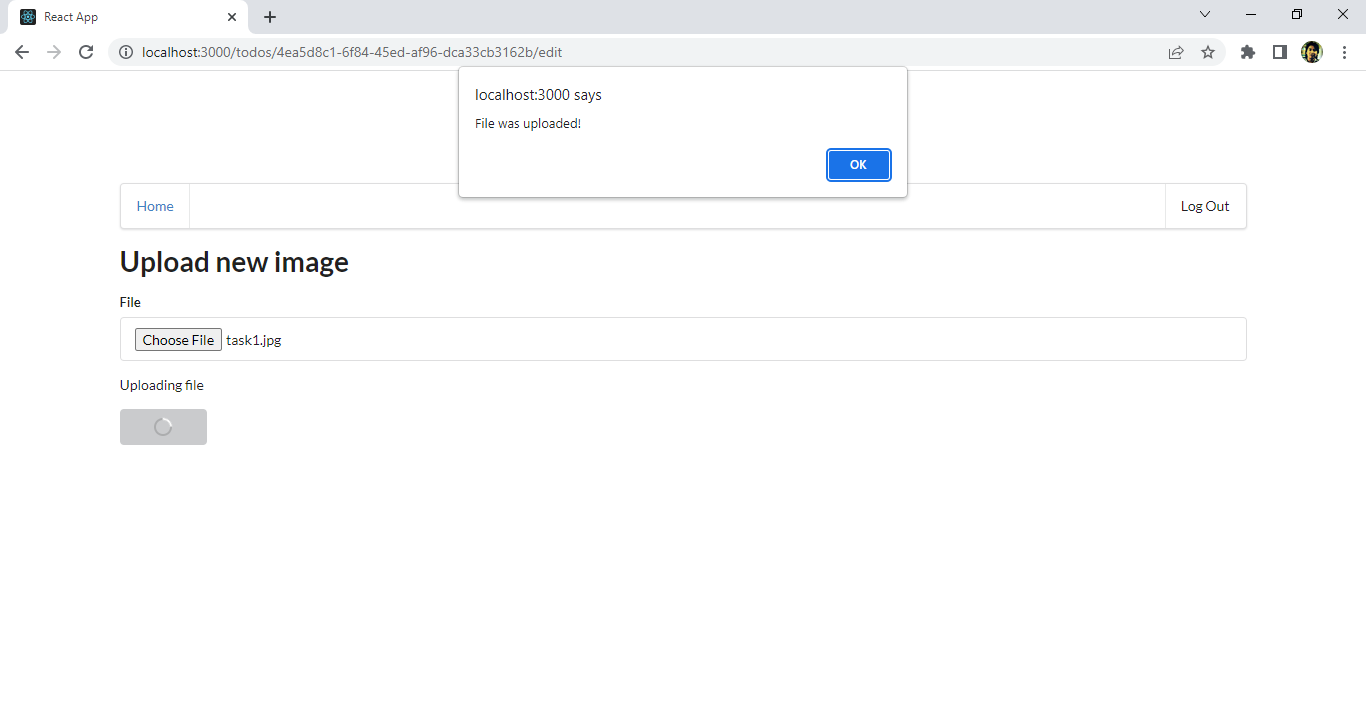 React App
localhost:3000/todos/4ea5d8c1-6f84-45ed-af96-dca33cb3162b/edit
localhost:3000 says
File was uploaded!
OK
Home
Log Out
Upload new image
File
Choose File task1.jpg
Uploading file